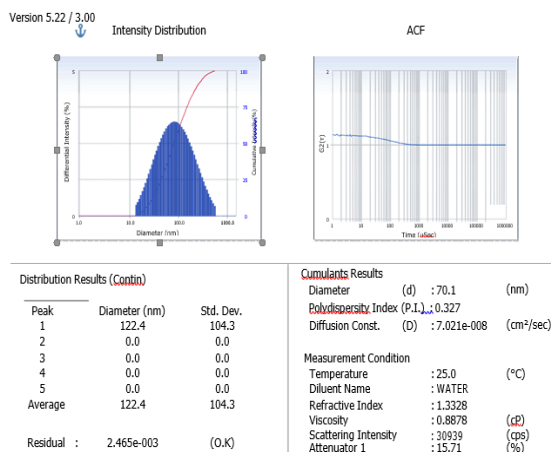 Version 5.22 / 3.00
Intensity Distribution
ACF
5
100
75
50
25
0
0
Differential Intensity (%)
Cumulative
(%)
1.0 10.0 100.0 1000.0
Diameter (nm)
2
1
0
G2(τ)
1 10 100 1000 10000 100000 1000000
Time (uSec)
Distribution Results (Contin)
Peak Diameter (nm) Std. Dev.
1 122.4 104.3
2 0.0 0.0
3 0.0 0.0
4 0.0 0.0
5 0.0 0.0
Average 122.4 104.3
Residual : 2.465e-003 (O.K)
Cumulants Results
Diameter (d) : 70.1 (nm)
Polydispersity Index (P.I.) : 0.327
Diffusion Const. (D) : 7.021e-008 (cm²/sec)
Measurement Condition
Temperature : 25.0 (°C)
Diluent Name : WATER
Refractive Index : 1.3328
Viscosity : 0.8878 (cP)
Scattering Intensity : 30939 (cps)
Attenuator 1 : 15.71 (%)